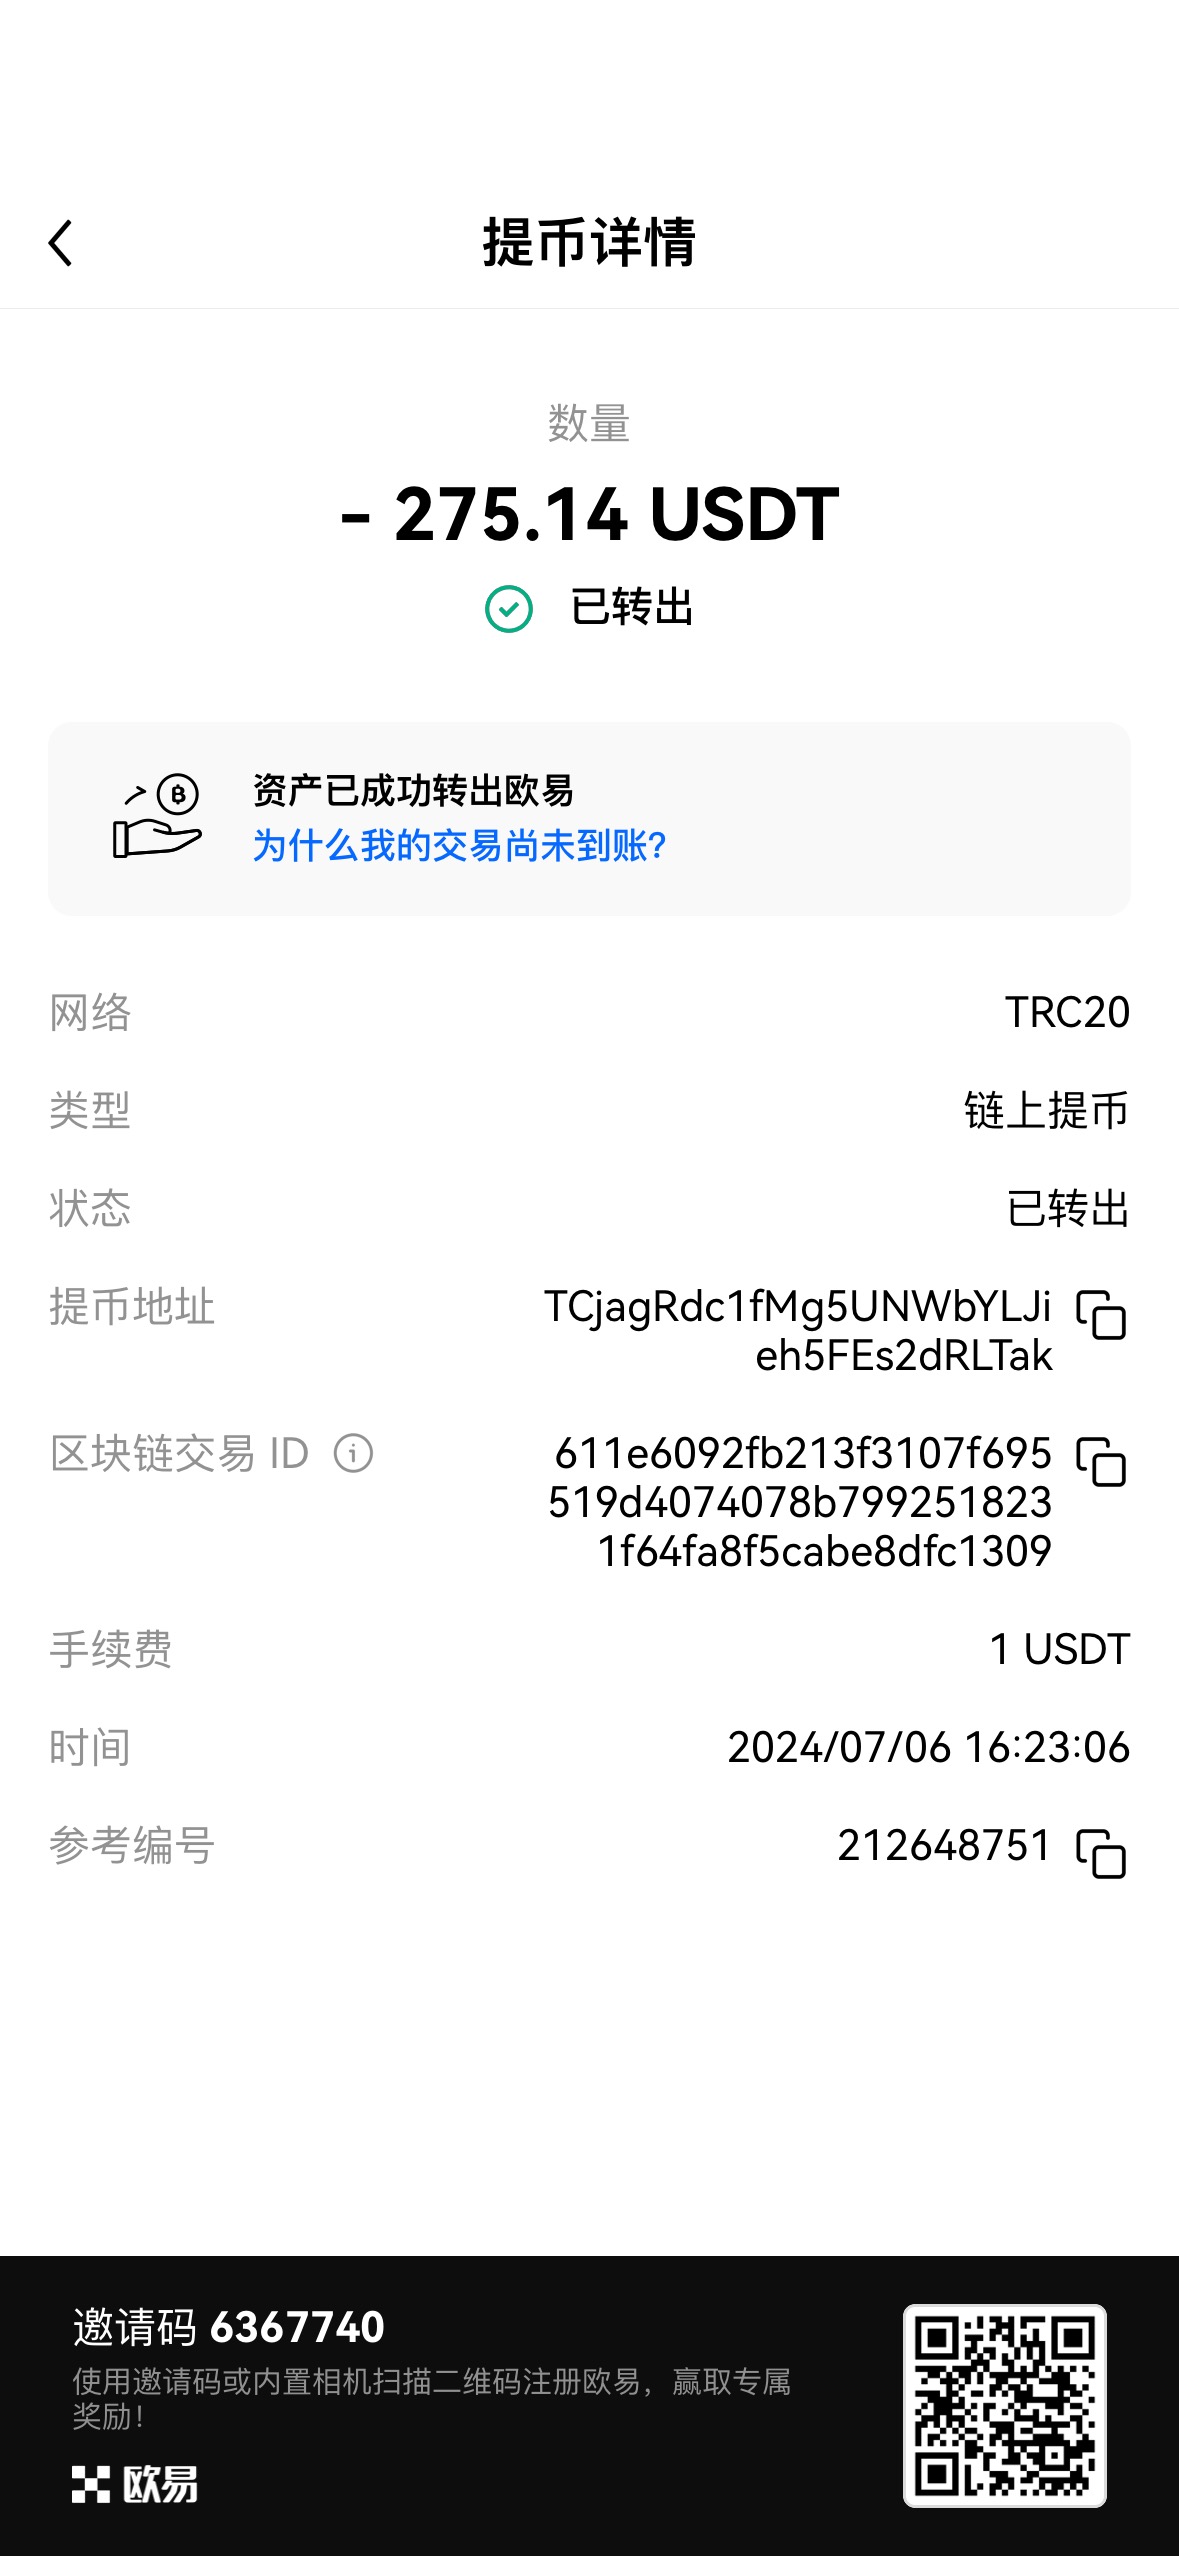 提币详情
数量
- 275.14 USDT
已转出
资产已成功转出欧易
为什么我的交易尚未到账?
网络 TRC20
类型 链上提币
状态 已转出
提币地址 TCjagRdc1fMg5UNWbYLJi
eh5FEs2dRLTak
区块链交易 ID 611e6092fb213f3107f695
519d4074078b799251823
1f64fa8f5cabe8dfc1309
手续费 1 USDT
时间 2024/07/06 16:23:06
参考编号 212648751
邀请码 6367740
使用邀请码或内置相机扫描二维码注册欧易，赢取专属
奖励！
欧易